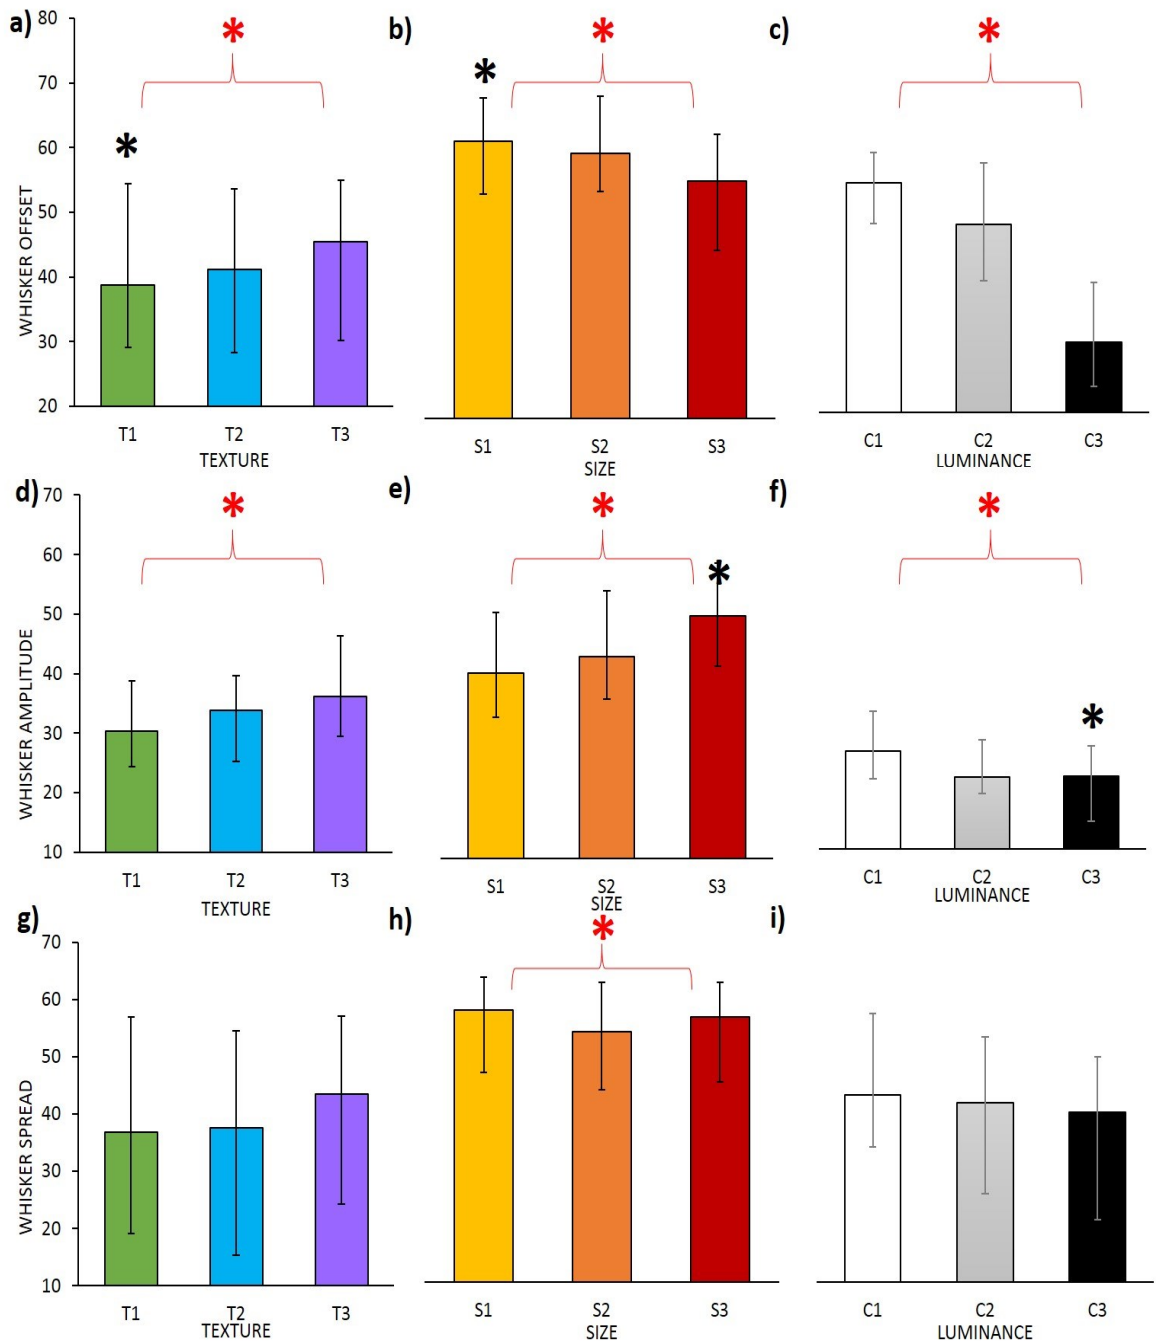 a)
*
b)
*
c)
*
80
70
60
50
40
30
20
WHISKER OFFSET
*
*
T1
T2
T3
TEXTURE
S1
S2
S3
SIZE
C1
C2
C3
LUMINANCE
d)
*
e)
*
f)
*
70
60
50
40
30
20
10
WHISKER AMPLITUDE
*
*
T1
T2
T3
TEXTURE
S1
S2
S3
SIZE
C1
C2
C3
LUMINANCE
g)
h)
*
i)
70
60
50
40
30
20
10
WHISKER SPREAD
T1
T2
T3
TEXTURE
S1
S2
S3
SIZE
C1
C2
C3
LUMINANCE